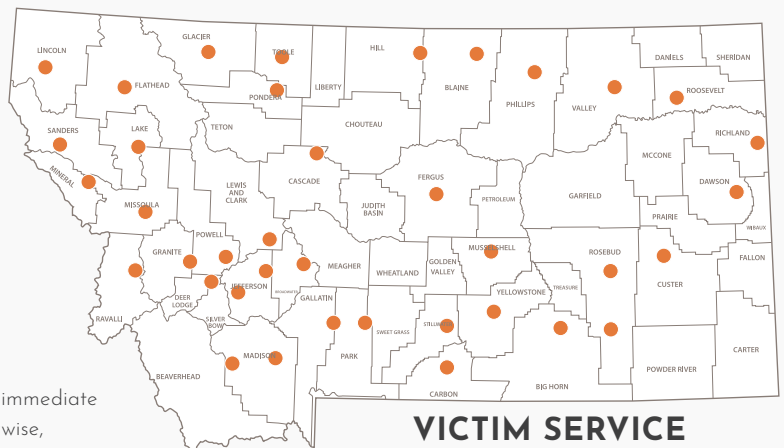 LINCOLN
GLACIER
TOOLE
HILL
DANIELS
SHERIDAN
FLATHEAD
PONDERA
LIBERTY
BLAINE
PHILLIPS
VALLEY
ROOSEVELT
SANDERS
LAKE
TETON
CHOUTEAU
RICHLAND
MINERAL
MISSOULA
LEWIS
AND
CLARK
CASCADE
JUDITH
BASIN
FERGUS
PETROLEUM
GARFIELD
MCCONE
DAWSON
PRAIRIE
WIBAUX
POWELL
GRANITE
MEAGHER
WHEATLAND
GOLDEN
VALLEY
MUSSELSHELL
ROSEBUD
FALLON
CUSTER
DEER
LODGE
JEFFERSON
BROADWATER
GALLATIN
TREASURE
YELLOWSTONE
RAVALLI
SILVER
BOW
SWEET GRASS
STILLWATER
PARK
MADISON
BEAVERHEAD
CARBON
BIG HORN
POWDER RIVER
CARTER
immediate
wise,
VICTIM SERVICE